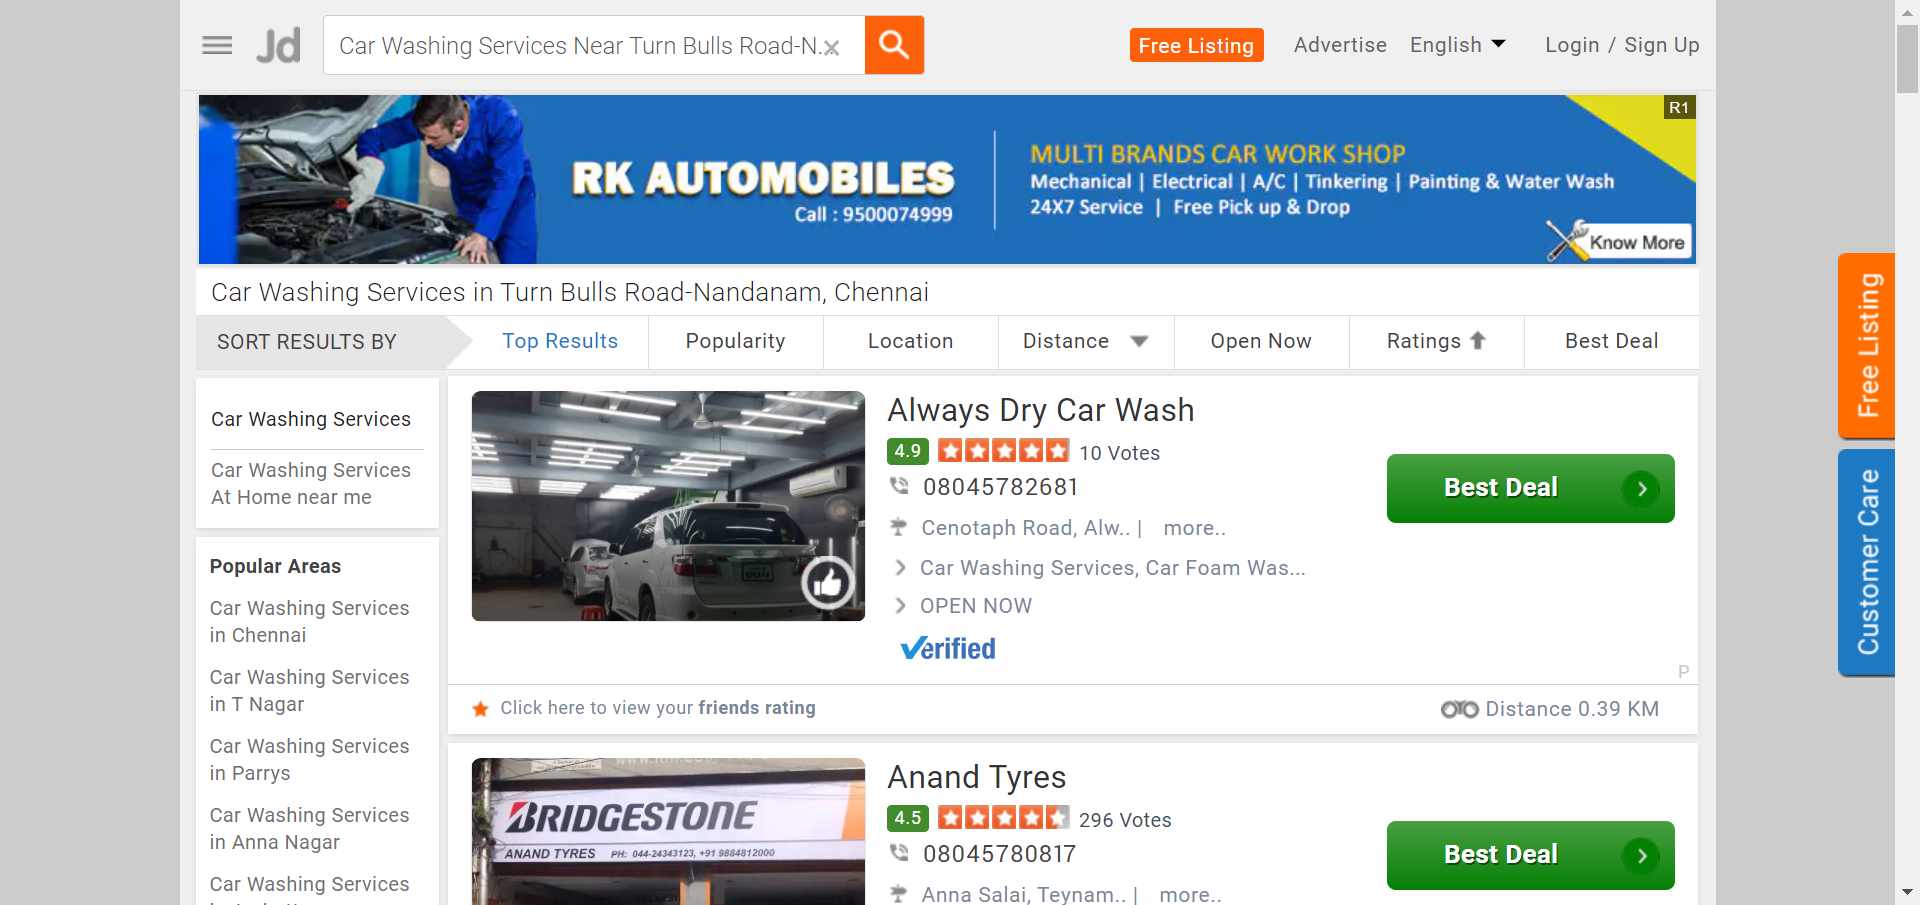 Jd
Car Washing Services Near Turn Bulls Road-N..
Free Listing
Advertise
English
Login / Sign Up
R1
RK AUTOMOBILES
Call : 9500074999
MULTI BRANDS CAR WORK SHOP
Mechanical | Electrical | A/C | Tinkering | Painting & Water Wash
24X7 Service | Free Pick up & Drop
Know More
Car Washing Services in Turn Bulls Road-Nandanam, Chennai
SORT RESULTS BY
Top Results
Popularity
Location
Distance
Open Now
Ratings
Best Deal
Car Washing Services
Car Washing Services
At Home near me
Popular Areas
Car Washing Services
in Chennai
Car Washing Services
in T Nagar
Car Washing Services
in Parrys
Car Washing Services
in Anna Nagar
Car Washing Services
Always Dry Car Wash
4.9
10 Votes
08045782681
Cenotaph Road, Alw.. |
more..
Car Washing Services, Car Foam Was...
OPEN NOW
Verified
Best Deal
P
Click here to view your friends rating
Distance 0.39 KM
BRIDGESTONE
ANAND TYRES PH: 044-24343123, +91 9884812000
Anand Tyres
4.5
296 Votes
08045780817
Anna Salai, Teynam.. |
more..
Best Deal
Free Listing
Customer Care